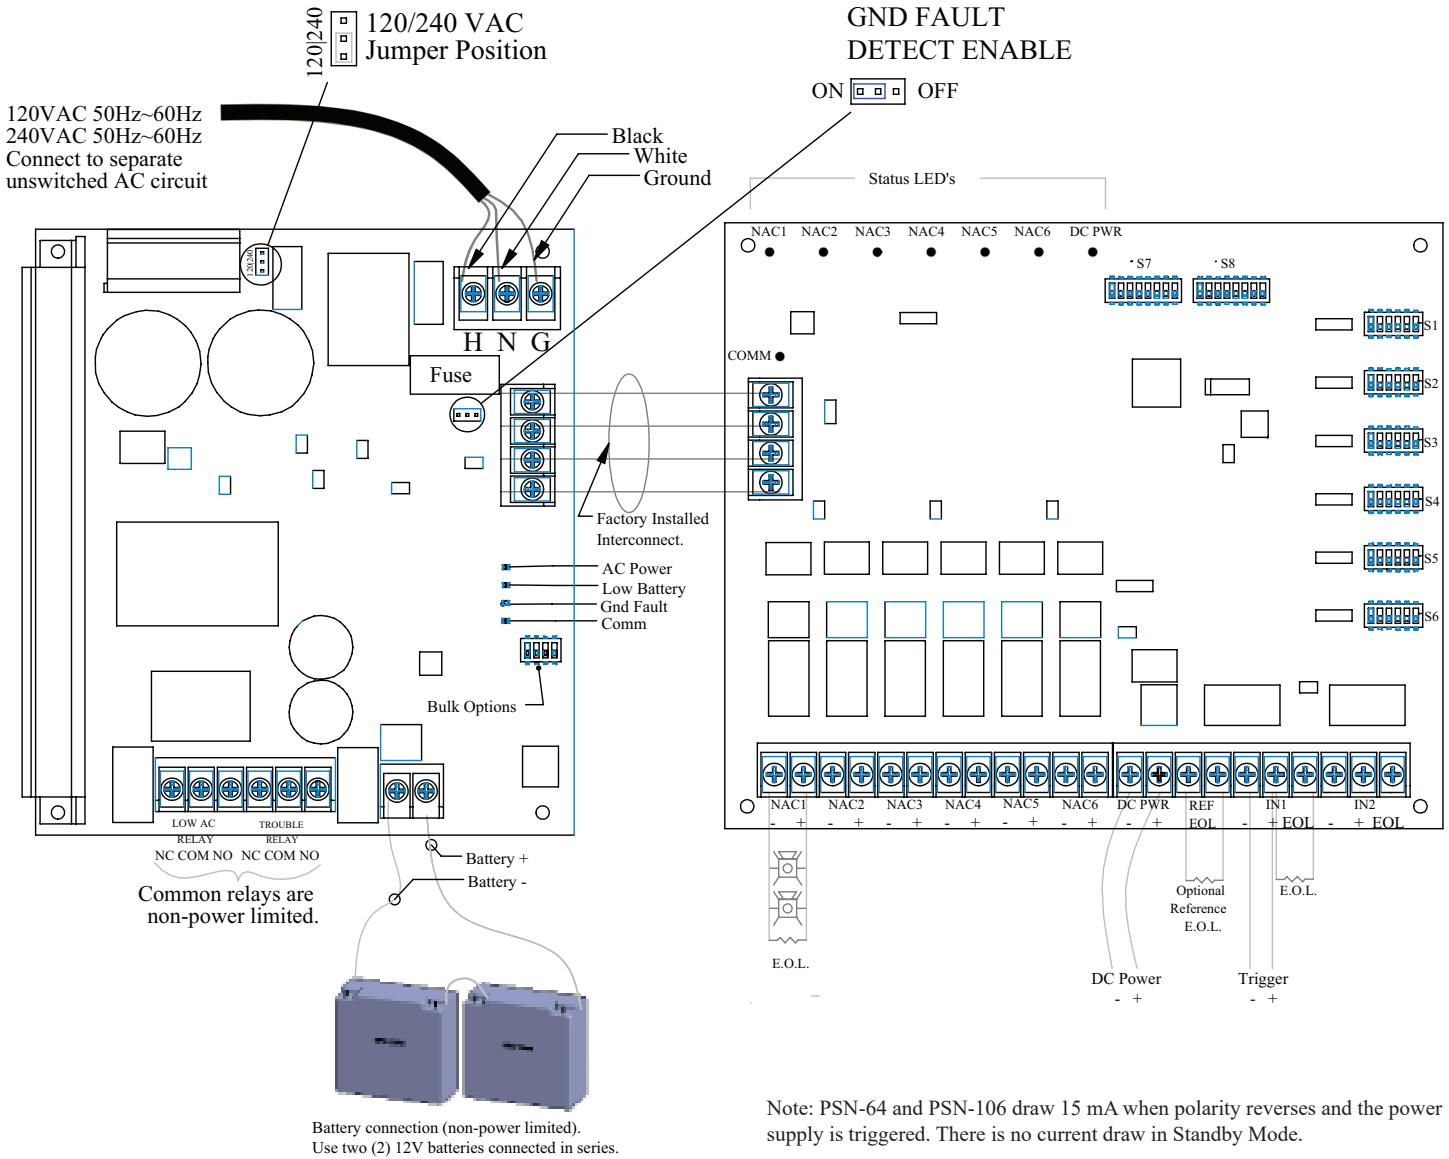 120|240
120/240 VAC
Jumper Position
GND FAULT
DETECT ENABLE
ON OFF
120VAC 50Hz~60Hz
240VAC 50Hz~60Hz
Connect to separate
unswitched AC circuit
Black
White
Ground
Status LED's
NAC1 NAC2 NAC3 NAC4 NAC5 NAC6 DC PWR
S7 S8
120|240
H N G
Fuse
COMM
S1
S2
S3
S4
S5
S6
Factory Installed
Interconnect.
AC Power
Low Battery
Gnd Fault
Comm
Bulk Options
NAC1 NAC2 NAC3 NAC4 NAC5 NAC6 DC PWR REF IN1 IN2
- + - + - + - + - + - + - + EOL - + EOL - + EOL
LOW AC TROUBLE
RELAY RELAY
NC COM NO NC COM NO
Common relays are
non-power limited.
Battery +
Battery -
E.O.L.
Optional
Reference
E.O.L.
E.O.L.
DC Power
- +
Trigger
- +
Battery connection (non-power limited).
Use two (2) 12V batteries connected in series.
Note: PSN-64 and PSN-106 draw 15 mA when polarity reverses and the power
supply is triggered. There is no current draw in Standby Mode.